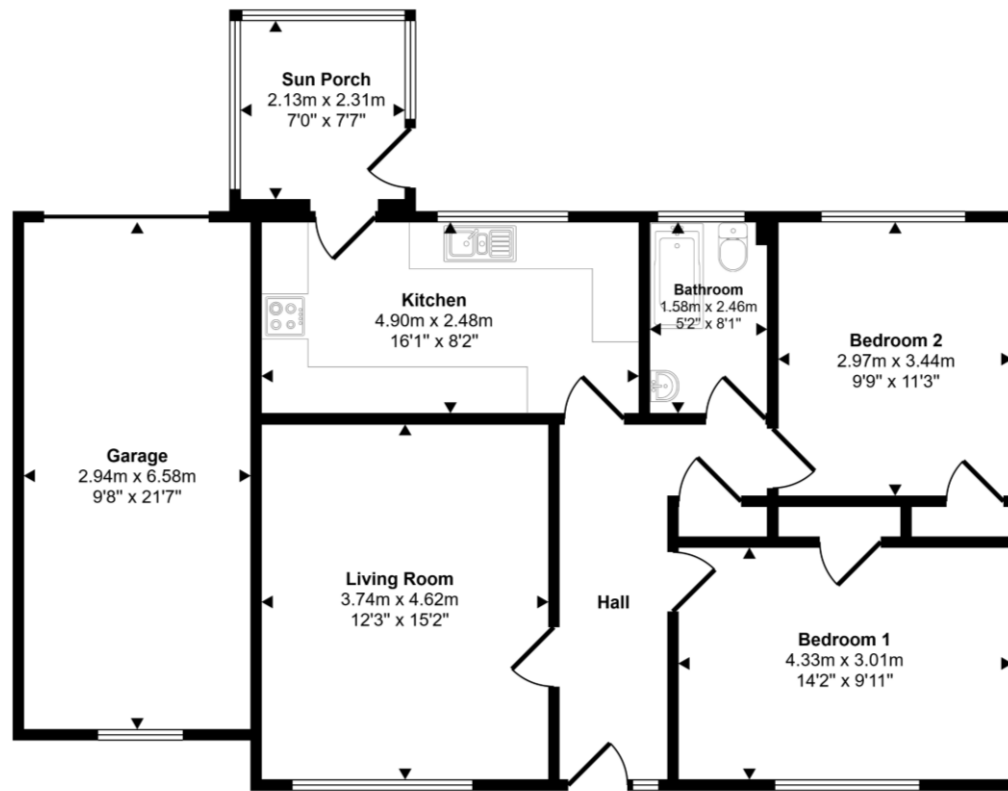 Sun Porch
2.13m x 2.31m
7'0" x 7'7"
Kitchen
4.90m x 2.48m
16'1" x 8'2"
Bathroom
1.58m x 2.46m
5'2" x 8'1"
Bedroom 2
2.97m x 3.44m
9'9" x 11'3"
Garage
2.94m x 6.58m
9'8" x 21'7"
Living Room
3.74m x 4.62m
12'3" x 15'2"
Hall
Bedroom 1
4.33m x 3.01m
14'2" x 9'11"